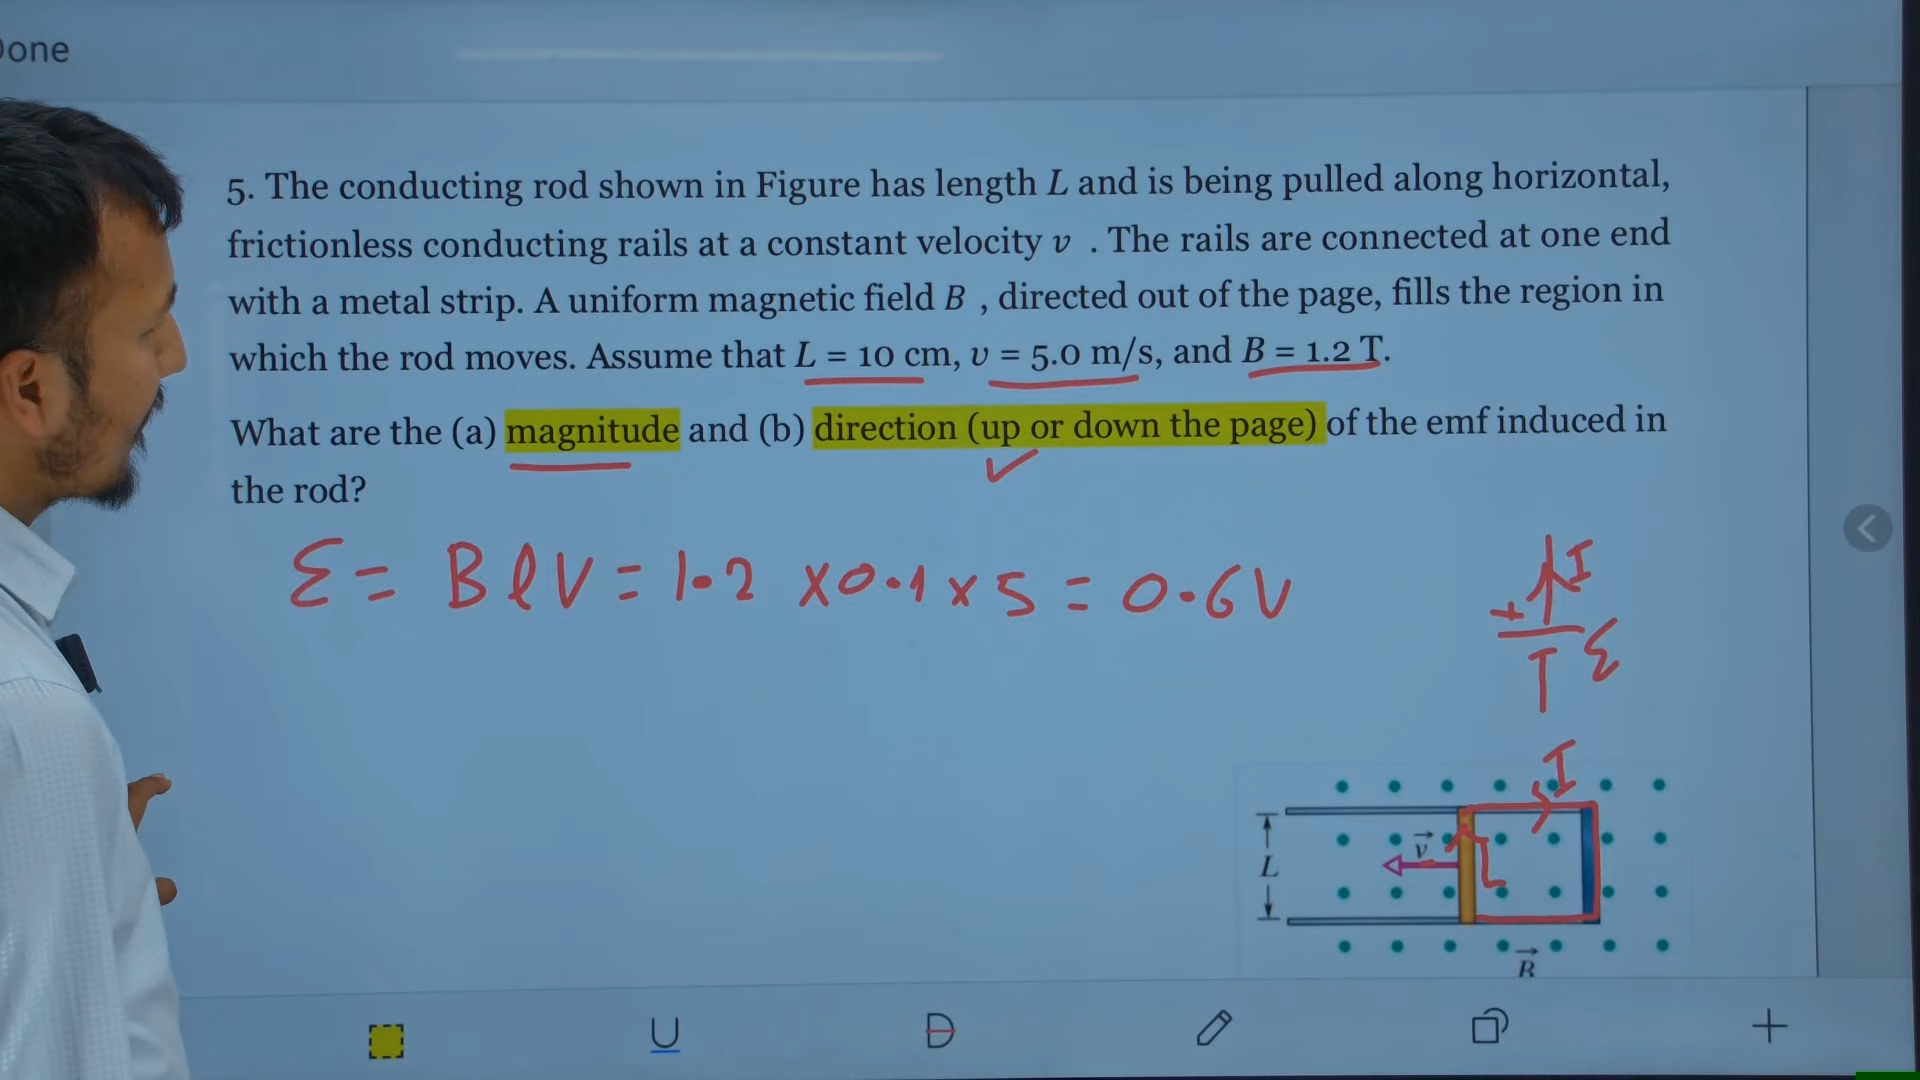 Done
5. The conducting rod shown in Figure has length L and is being pulled along horizontal,
frictionless conducting rails at a constant velocity v . The rails are connected at one end
with a metal strip. A uniform magnetic field B , directed out of the page, fills the region in
which the rod moves. Assume that L = 10 cm, v = 5.0 m/s, and B = 1.2 T.
What are the (a) magnitude and (b) direction (up or down the page) of the emf induced in
the rod?
Ɛ = BℓV = 1.2 × 0.1 × 5 = 0.6 V
I
+
Ɛ
I
v
L
B
U
D